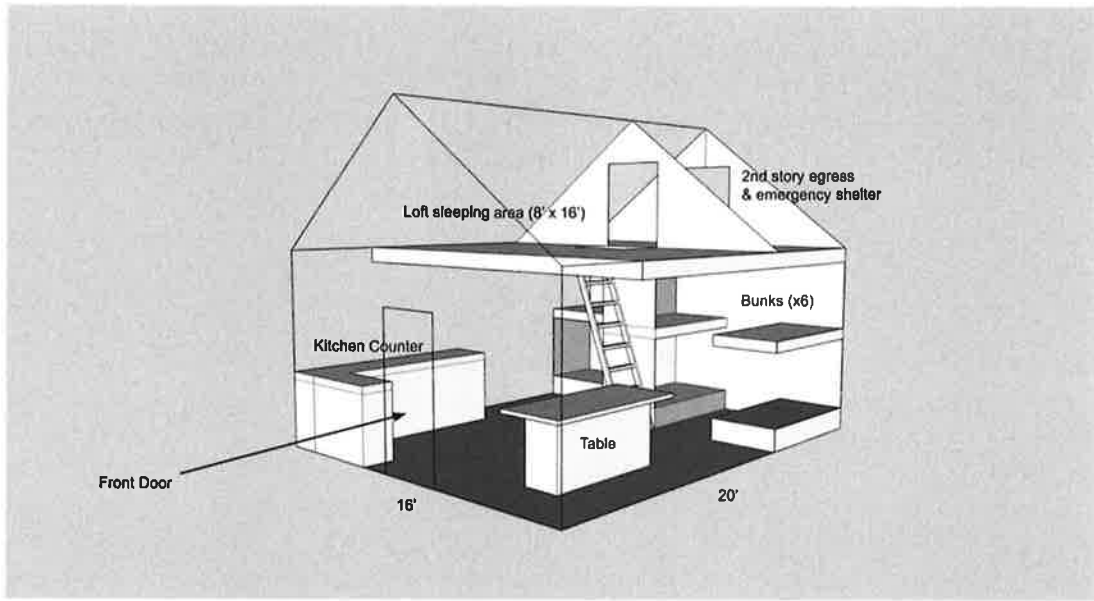 2nd story egress
& emergency shelter
Loft sleeping area (8' x 16')
Bunks (x6)
Kitchen Counter
Table
Front Door
16'
20'